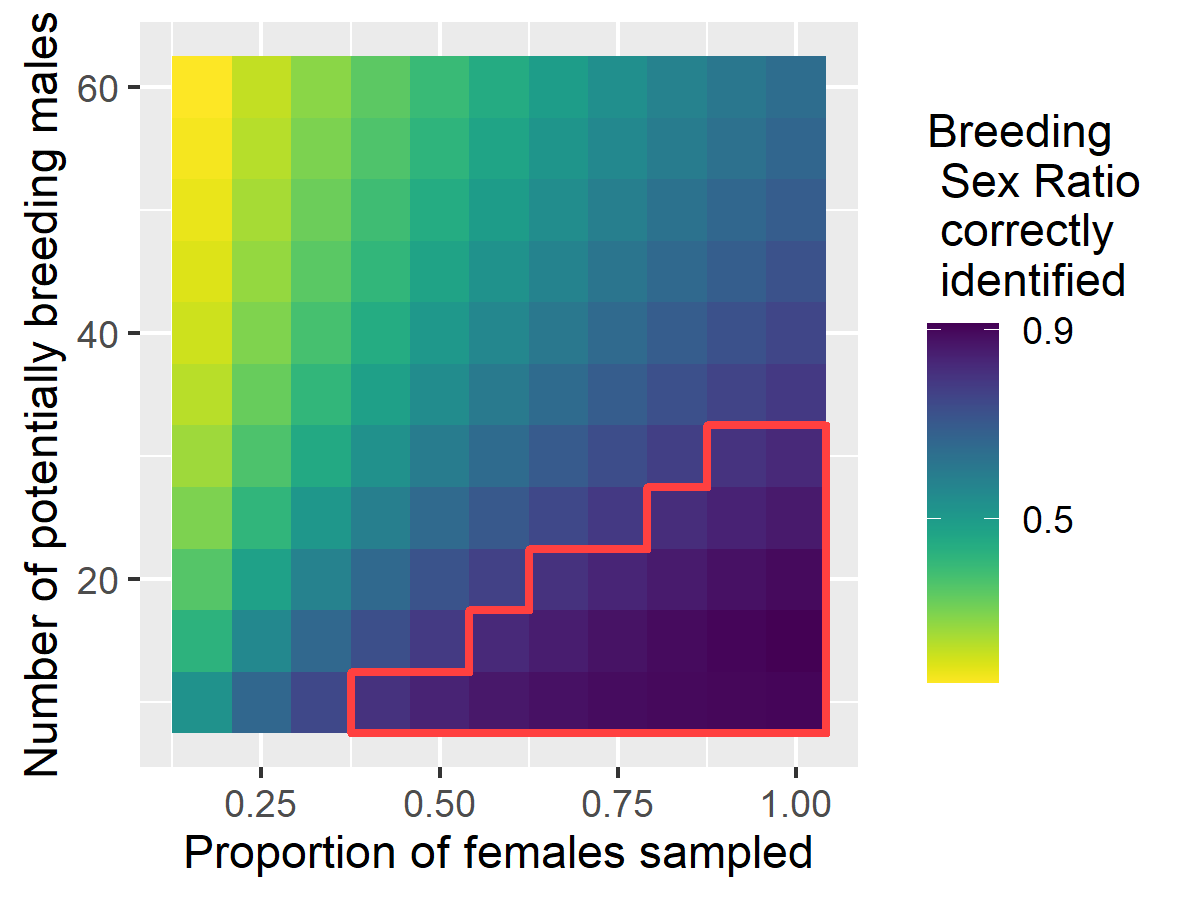 Number of potentially breeding males
60
40
20
0.25 0.50 0.75 1.00
Proportion of females sampled
Breeding
Sex Ratio
correctly
identified
0.9
0.5